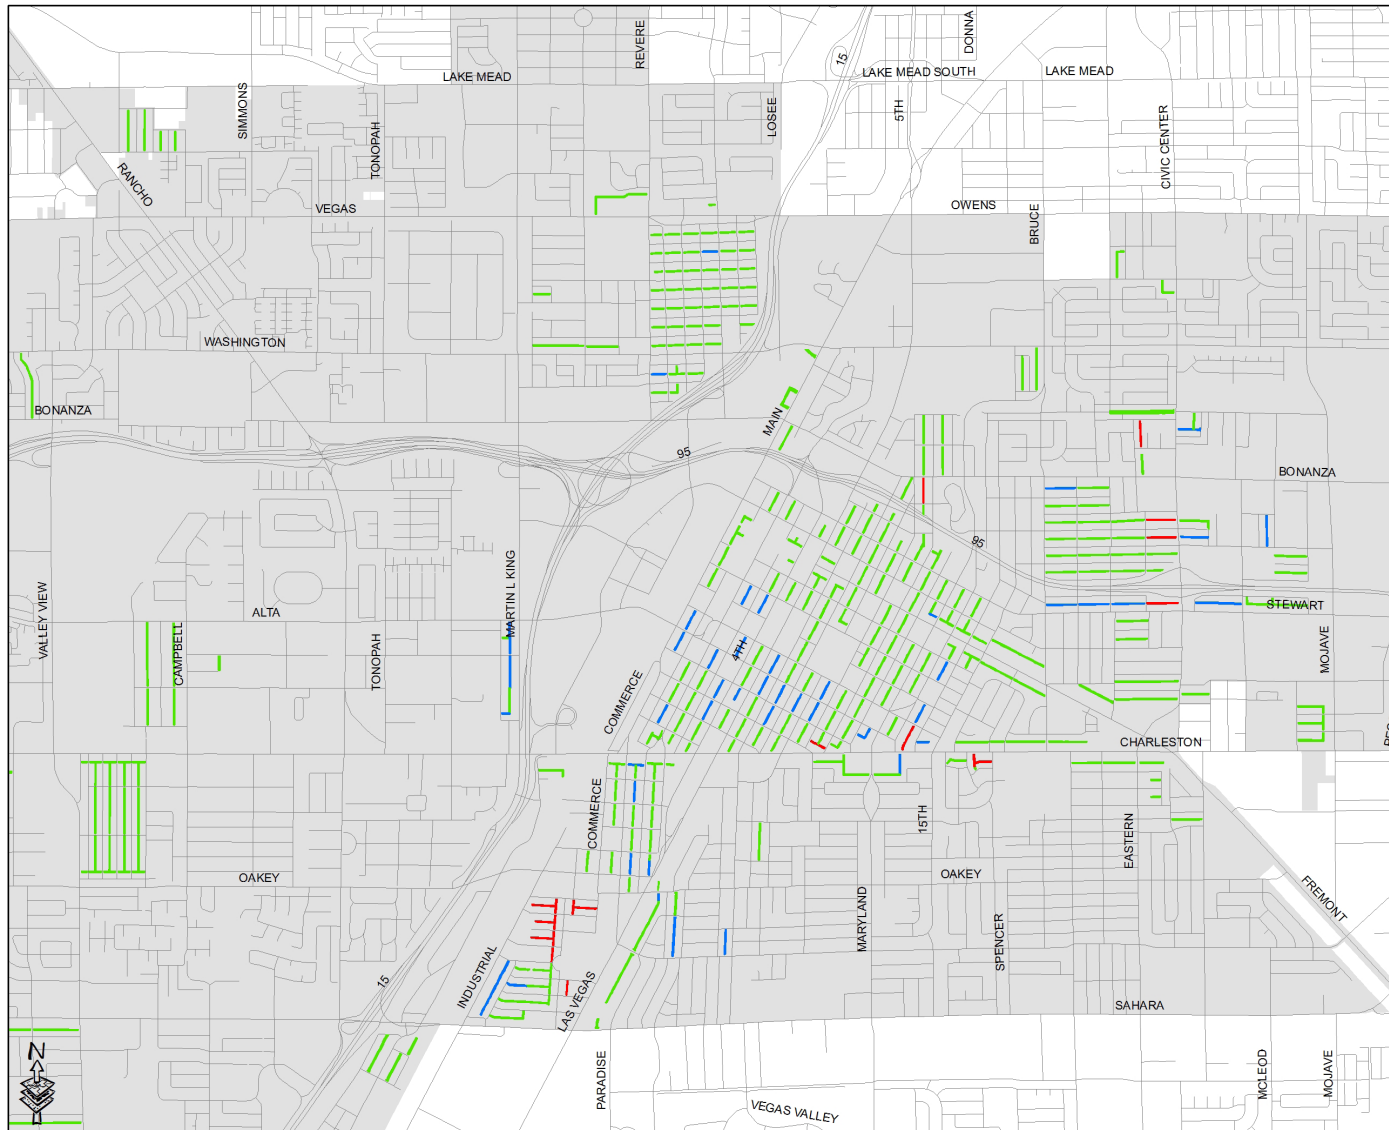 DONNA
REVERE
15
LAKE MEAD SOUTH
LAKE MEAD
LAKE MEAD
SIMMONS
LOSEE
5TH
TONOPAH
CIVIC CENTER
RANCHO
VEGAS
OWENS
BRUCE
WASHINGTON
BONANZA
MAIN
95
BONANZA
95
VALLEY VIEW
ALTA
MARTIN L KING
STEWART
CAMPBELL
TONOPAH
4TH
MOJAVE
COMMERCE
CHARLESTON
COMMERCE
15TH
EASTERN
OAKEY
OAKEY
FREMONT
MARYLAND
SPENCER
INDUSTRIAL
15
LAS VEGAS
SAHARA
N
PARADISE
MCLEOD
MOJAVE
VEGAS VALLEY